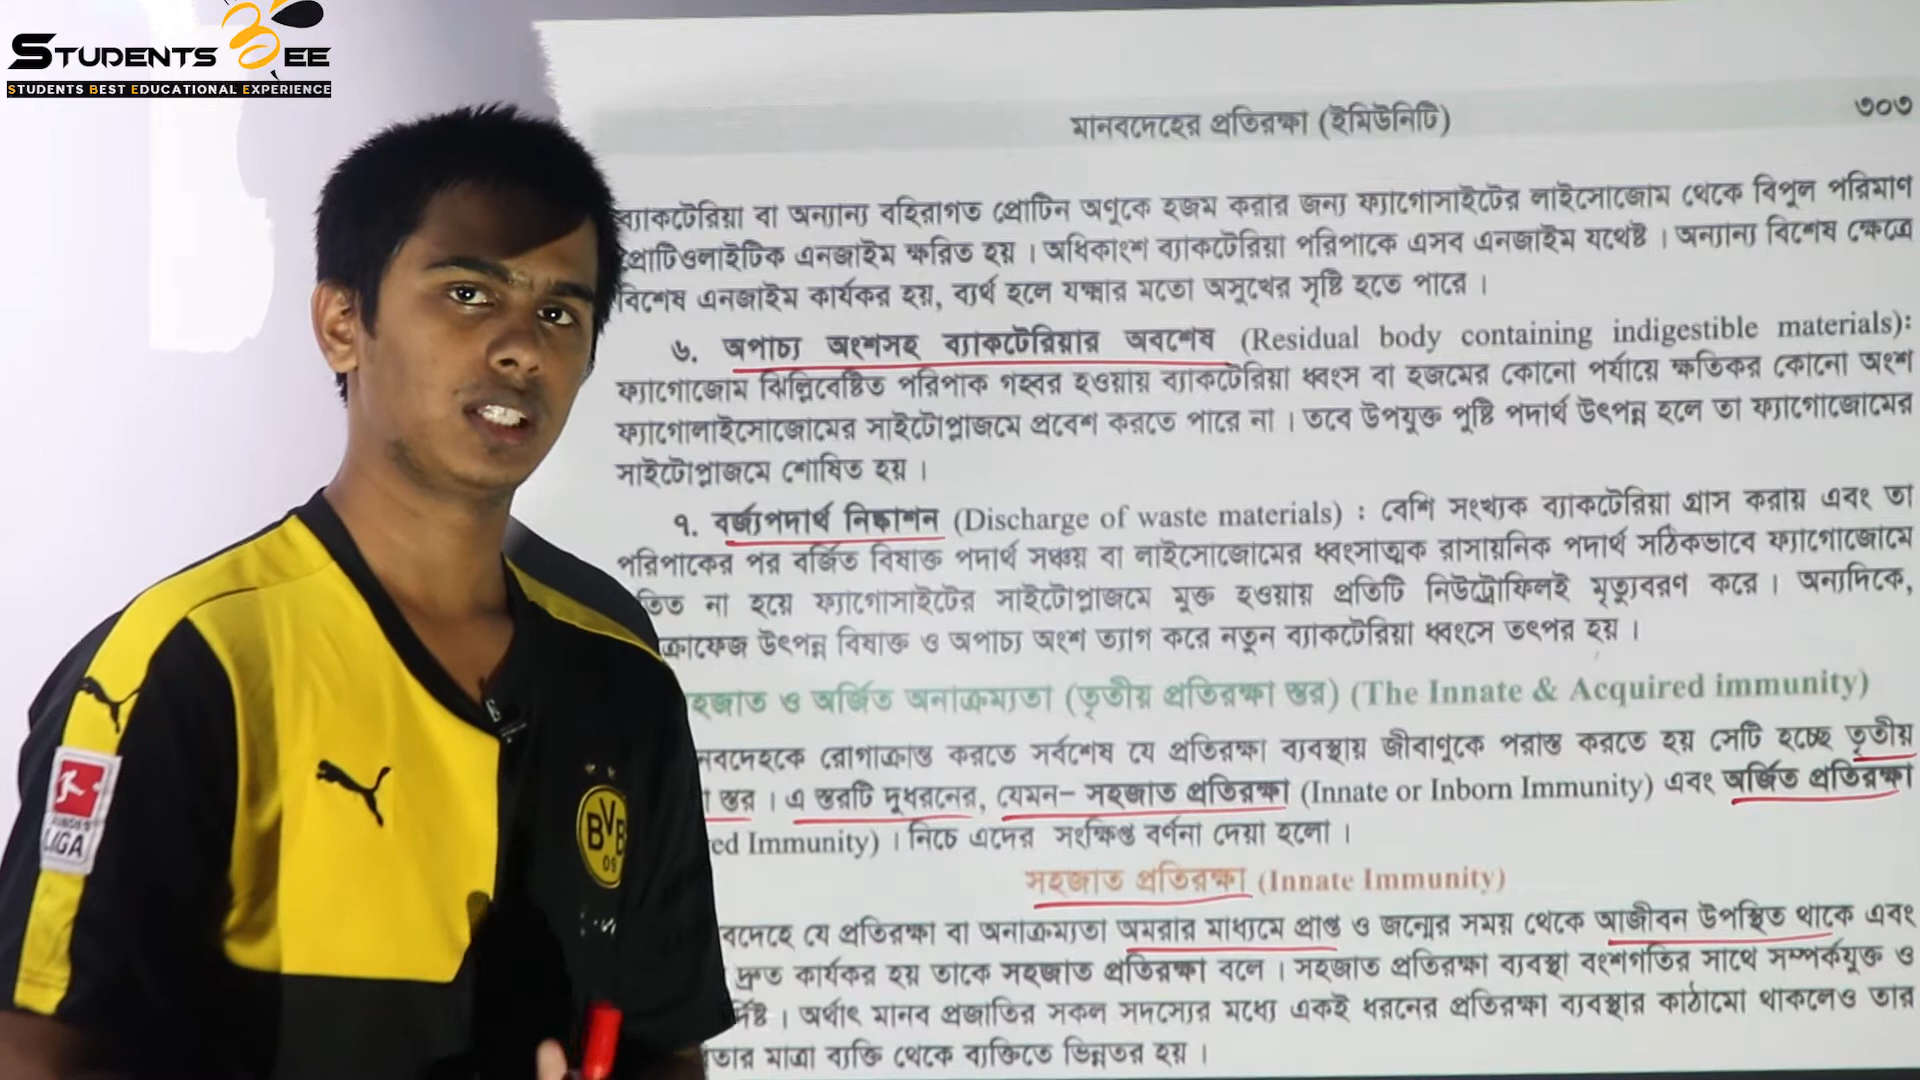 STUDENTS BEE
STUDENTS BEST EDUCATIONAL EXPERIENCE
মানবদেহের প্রতিরক্ষা (ইমিউনিটি)
৩০৩
ব্যাকটেরিয়া বা অন্যান্য বহিরাগত প্রোটিন অণুকে হজম করার জন্য ফ্যাগোসাইটের লাইসোজোম থেকে বিপুল পরিমাণ
প্রোটিওলাইটিক এনজাইম ক্ষরিত হয়। অধিকাংশ ব্যাকটেরিয়া পরিপাকে এসব এনজাইম যথেষ্ট। অন্যান্য বিশেষ ক্ষেত্রে
বিশেষ এনজাইম কার্যকর হয়, ব্যর্থ হলে যক্ষ্মার মতো অসুখের সৃষ্টি হতে পারে।
৬. অপাচ্য অংশসহ ব্যাকটেরিয়ার অবশেষ (Residual body containing indigestible materials):
ফ্যাগোজোম ঝিল্লিবেষ্টিত পরিপাক গহ্বর হওয়ায় ব্যাকটেরিয়া ধ্বংস বা হজমের কোনো পর্যায়ে ক্ষতিকর কোনো অংশ
ফ্যাগোলাইসোজোমের সাইটোপ্লাজমে প্রবেশ করতে পারে না। তবে উপযুক্ত পুষ্টি পদার্থ উৎপন্ন হলে তা ফ্যাগোজোমের
সাইটোপ্লাজমে শোষিত হয়।
৭. বর্জ্যপদার্থ নিষ্কাশন (Discharge of waste materials) : বেশি সংখ্যক ব্যাকটেরিয়া গ্রাস করায় এবং তা
পরিপাকের পর বর্জিত বিষাক্ত পদার্থ সঞ্চয় বা লাইসোজোমের ধ্বংসাত্মক রাসায়নিক পদার্থ সঠিকভাবে ফ্যাগোজোমে
তিত না হয়ে ফ্যাগোসাইটের সাইটোপ্লাজমে মুক্ত হওয়ায় প্রতিটি নিউট্রোফিলই মৃত্যুবরণ করে। অন্যদিকে,
ক্রোফেজ উৎপন্ন বিষাক্ত ও অপাচ্য অংশ ত্যাগ করে নতুন ব্যাকটেরিয়া ধ্বংসে তৎপর হয়।
হজাত ও অর্জিত অনাক্রম্যতা (তৃতীয় প্রতিরক্ষা স্তর) (The Innate & Acquired immunity)
নবদেহকে রোগাক্রান্ত করতে সর্বশেষ যে প্রতিরক্ষা ব্যবস্থায় জীবাণুকে পরাস্ত করতে হয় সেটি হচ্ছে তৃতীয়
স্তর। এ স্তরটি দুধরনের, যেমন– সহজাত প্রতিরক্ষা (Innate or Inborn Immunity) এবং অর্জিত প্রতিরক্ষা
ed Immunity)। নিচে এদের সংক্ষিপ্ত বর্ণনা দেয়া হলো।
সহজাত প্রতিরক্ষা (Innate Immunity)
বদেহে যে প্রতিরক্ষা বা অনাক্রম্যতা অমরার মাধ্যমে প্রাপ্ত ও জন্মের সময় থেকে আজীবন উপস্থিত থাকে এবং
দ্রুত কার্যকর হয় তাকে সহজাত প্রতিরক্ষা বলে। সহজাত প্রতিরক্ষা ব্যবস্থা বংশগতির সাথে সম্পর্কযুক্ত ও
র্দিষ্ট। অর্থাৎ মানব প্রজাতির সকল সদস্যের মধ্যে একই ধরনের প্রতিরক্ষা ব্যবস্থার কাঠামো থাকলেও তার
তার মাত্রা ব্যক্তি থেকে ব্যক্তিতে ভিন্নতর হয়।
LIGA
BVB
09